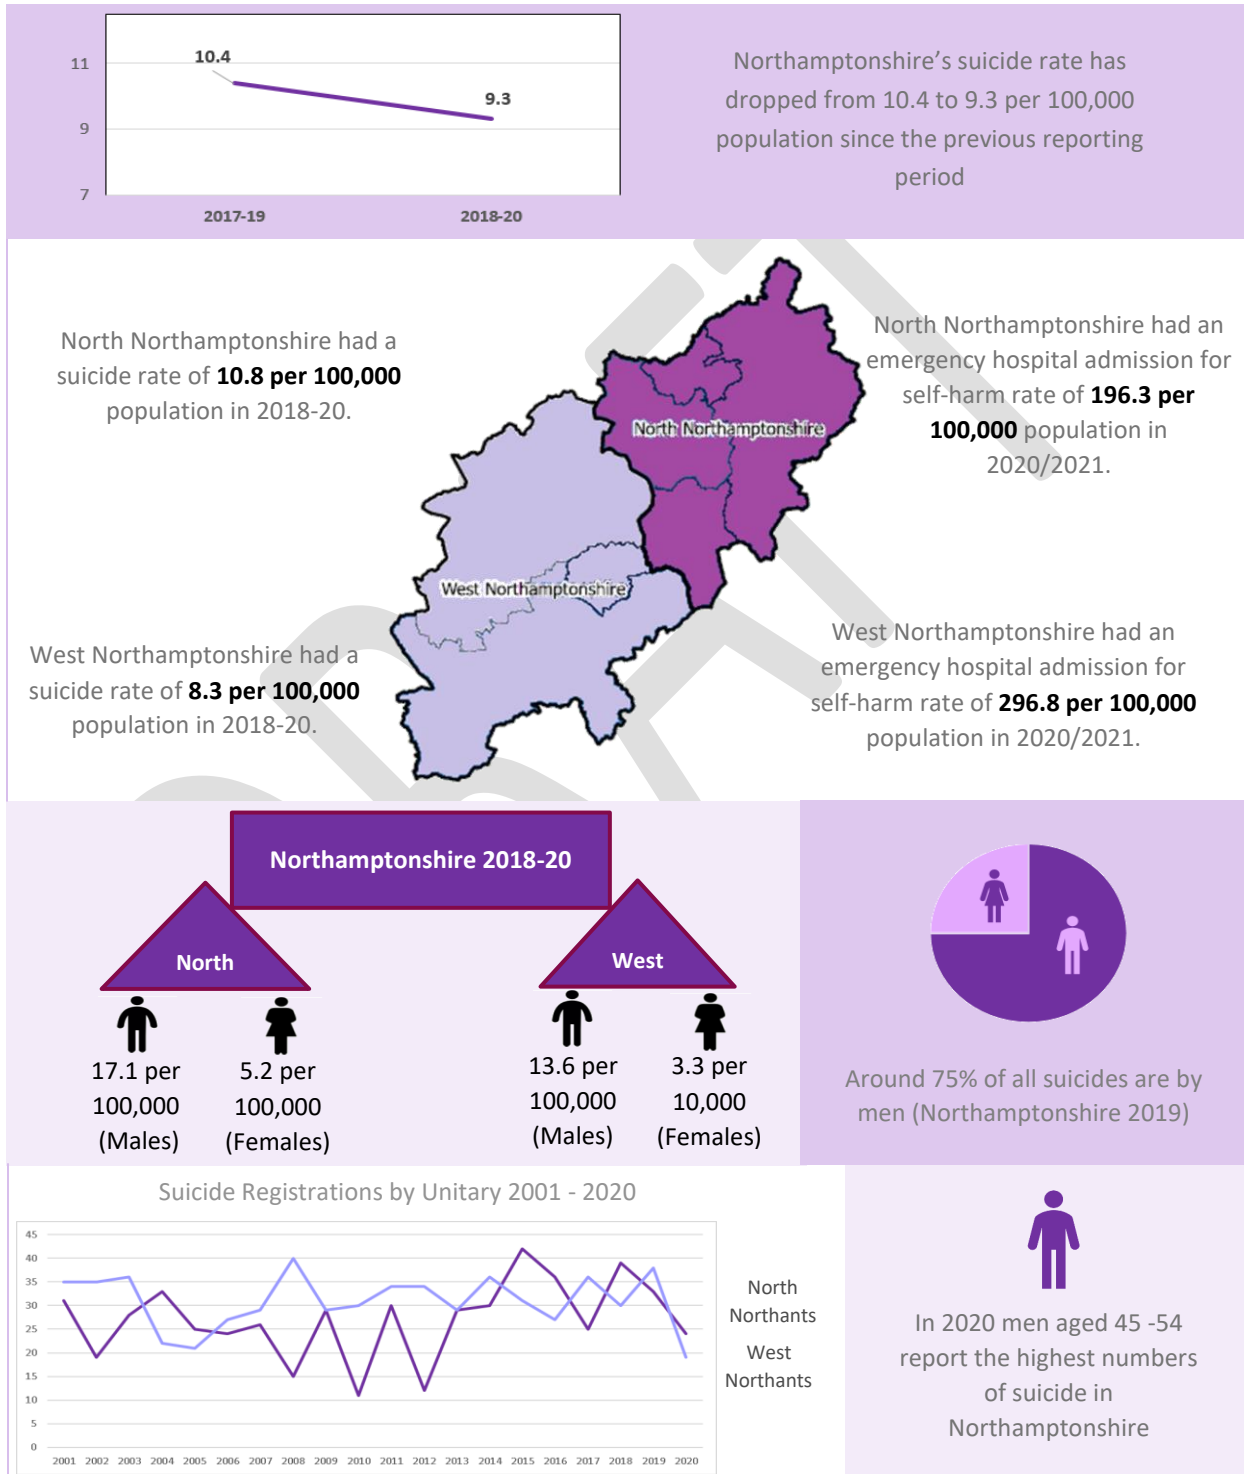 11
9
7
10.4
9.3
2017-19
2018-20
Northamptonshire’s suicide rate has
dropped from 10.4 to 9.3 per 100,000
population since the previous reporting
period
North Northamptonshire had a
suicide rate of 10.8 per 100,000
population in 2018-20.
North Northamptonshire had an
emergency hospital admission for
self-harm rate of 196.3 per
100,000 population in
2020/2021.
North Northamptonshire
West Northamptonshire
West Northamptonshire had a
suicide rate of 8.3 per 100,000
population in 2018-20.
West Northamptonshire had an
emergency hospital admission for
self-harm rate of 296.8 per 100,000
population in 2020/2021.
DRAFT
Northamptonshire 2018-20
North
West
17.1 per
100,000
(Males)
5.2 per
100,000
(Females)
13.6 per
100,000
(Males)
3.3 per
10,000
(Females)
Around 75% of all suicides are by
men (Northamptonshire 2019)
Suicide Registrations by Unitary 2001 - 2020
45
40
35
30
25
20
15
10
5
0
2001 2002 2003 2004 2005 2006 2007 2008 2009 2010 2011 2012 2013 2014 2015 2016 2017 2018 2019 2020
North
Northants
West
Northants
In 2020 men aged 45 -54
report the highest numbers
of suicide in
Northamptonshire